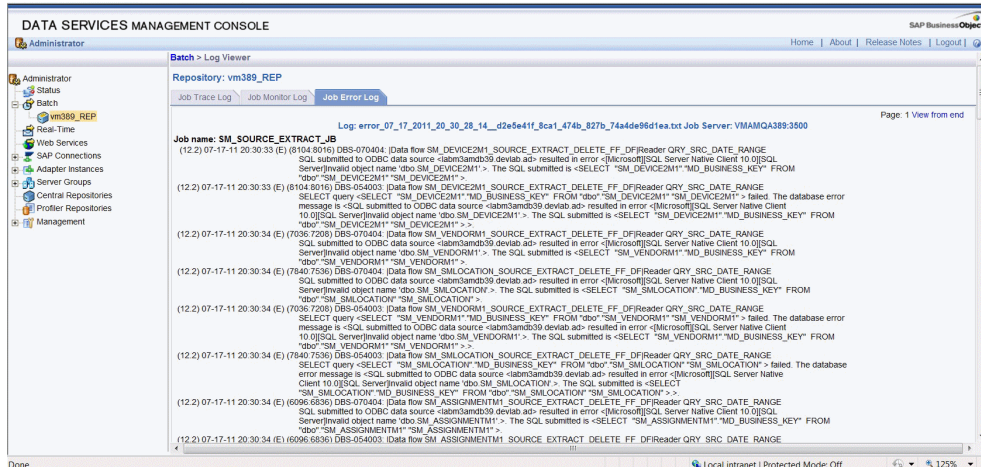 DATA SERVICES MANAGEMENT CONSOLE
SAP BusinessObjec
Administrator
Home | About | Release Notes | Logout |
Batch > Log Viewer
Administrator
Status
Batch
vm389_REP
Real-Time
Web Services
SAP Connections
Adapter Instances
Server Groups
Central Repositories
Profiler Repositories
Management
Repository: vm389_REP
Job Trace Log
Job Monitor Log
Job Error Log
Page: 1 View from end
Log: error_07_17_2011_20_30_28_14__d2e5e41f_8ca1_474b_827b_74a4de96d1ea.txt Job Server: VMAMQA389:3500
Job name: SM_SOURCE_EXTRACT_JB
(12.2) 07-17-11 20:30:33 (E) (8104:8016) DBS-070404: |Data flow SM_DEVICE2M1_SOURCE_EXTRACT_DELETE_FF_DF|Reader QRY_SRC_DATE_RANGE
SQL submitted to ODBC data source <labm3amdb39.devlab.ad> resulted in error <[Microsoft][SQL Server Native Client 10.0][SQL
Server]Invalid object name 'dbo.SM_DEVICE2M1'.>. The SQL submitted is <SELECT "SM_DEVICE2M1"."MD_BUSINESS_KEY" FROM
"dbo"."SM_DEVICE2M1" "SM_DEVICE2M1" >.
(12.2) 07-17-11 20:30:33 (E) (8104:8016) DBS-054003: |Data flow SM_DEVICE2M1_SOURCE_EXTRACT_DELETE_FF_DF|Reader QRY_SRC_DATE_RANGE
SELECT query <SELECT "SM_DEVICE2M1"."MD_BUSINESS_KEY" FROM "dbo"."SM_DEVICE2M1" "SM_DEVICE2M1" > failed. The database error
message is <SQL submitted to ODBC data source <labm3amdb39.devlab.ad> resulted in error <[Microsoft][SQL Server Native Client
10.0][SQL Server]Invalid object name 'dbo.SM_DEVICE2M1'.>. The SQL submitted is <SELECT "SM_DEVICE2M1"."MD_BUSINESS_KEY" FROM
"dbo"."SM_DEVICE2M1" "SM_DEVICE2M1" >.>.
(12.2) 07-17-11 20:30:34 (E) (7036:7208) DBS-070404: |Data flow SM_VENDORM1_SOURCE_EXTRACT_DELETE_FF_DF|Reader QRY_SRC_DATE_RANGE
SQL submitted to ODBC data source <labm3amdb39.devlab.ad> resulted in error <[Microsoft][SQL Server Native Client 10.0][SQL
Server]Invalid object name 'dbo.SM_VENDORM1'.>. The SQL submitted is <SELECT "SM_VENDORM1"."MD_BUSINESS_KEY" FROM
"dbo"."SM_VENDORM1" "SM_VENDORM1" >.
(12.2) 07-17-11 20:30:34 (E) (7840:7536) DBS-070404: |Data flow SM_SMLOCATION_SOURCE_EXTRACT_DELETE_FF_DF|Reader QRY_SRC_DATE_RANGE
SQL submitted to ODBC data source <labm3amdb39.devlab.ad> resulted in error <[Microsoft][SQL Server Native Client 10.0][SQL
Server]Invalid object name 'dbo.SM_SMLOCATION'.>. The SQL submitted is <SELECT "SM_SMLOCATION"."MD_BUSINESS_KEY" FROM
"dbo"."SM_SMLOCATION" "SM_SMLOCATION" >.
(12.2) 07-17-11 20:30:34 (E) (7036:7208) DBS-054003: |Data flow SM_VENDORM1_SOURCE_EXTRACT_DELETE_FF_DF|Reader QRY_SRC_DATE_RANGE
SELECT query <SELECT "SM_VENDORM1"."MD_BUSINESS_KEY" FROM "dbo"."SM_VENDORM1" "SM_VENDORM1" > failed. The database error
message is <SQL submitted to ODBC data source <labm3amdb39.devlab.ad> resulted in error <[Microsoft][SQL Server Native Client
10.0][SQL Server]Invalid object name 'dbo.SM_VENDORM1'.>. The SQL submitted is <SELECT "SM_VENDORM1"."MD_BUSINESS_KEY" FROM
"dbo"."SM_VENDORM1" "SM_VENDORM1" >.>.
(12.2) 07-17-11 20:30:34 (E) (7840:7536) DBS-054003: |Data flow SM_SMLOCATION_SOURCE_EXTRACT_DELETE_FF_DF|Reader QRY_SRC_DATE_RANGE
SELECT query <SELECT "SM_SMLOCATION"."MD_BUSINESS_KEY" FROM "dbo"."SM_SMLOCATION" "SM_SMLOCATION" > failed. The database
error message is <SQL submitted to ODBC data source <labm3amdb39.devlab.ad> resulted in error <[Microsoft][SQL Server Native
Client 10.0][SQL Server]Invalid object name 'dbo.SM_SMLOCATION'.>. The SQL submitted is <SELECT
"SM_SMLOCATION"."MD_BUSINESS_KEY" FROM "dbo"."SM_SMLOCATION" "SM_SMLOCATION" >.>.
(12.2) 07-17-11 20:30:34 (E) (6096:6836) DBS-070404: |Data flow SM_ASSIGNMENTM1_SOURCE_EXTRACT_DELETE_FF_DF|Reader QRY_SRC_DATE_RANGE
SQL submitted to ODBC data source <labm3amdb39.devlab.ad> resulted in error <[Microsoft][SQL Server Native Client 10.0][SQL
Server]Invalid object name 'dbo.SM_ASSIGNMENTM1'.>. The SQL submitted is <SELECT "SM_ASSIGNMENTM1"."MD_BUSINESS_KEY" FROM
"dbo"."SM_ASSIGNMENTM1" "SM_ASSIGNMENTM1" >.
(12.2) 07-17-11 20:30:34 (E) (6096:6836) DBS-054003: |Data flow SM_ASSIGNMENTM1_SOURCE_EXTRACT_DELETE_FF_DF|Reader QRY_SRC_DATE_RANGE
Done
Local intranet | Protected Mode: Off
125%